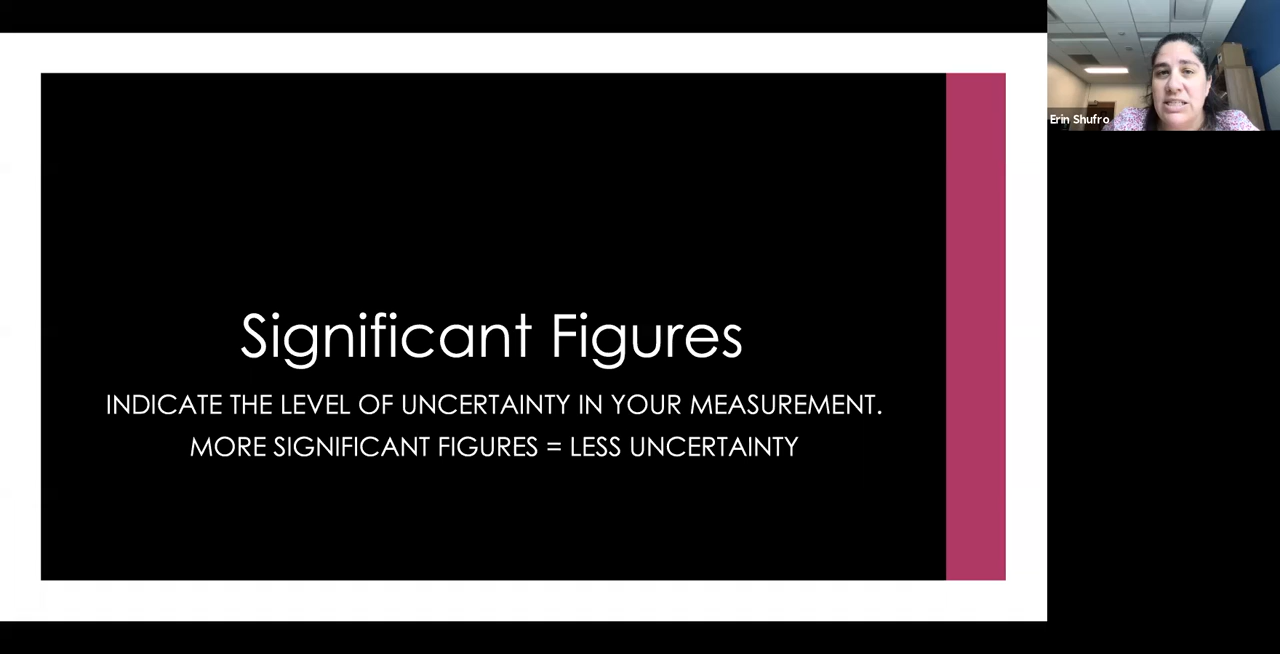 Significant Figures
INDICATE THE LEVEL OF UNCERTAINTY IN YOUR MEASUREMENT.
MORE SIGNIFICANT FIGURES = LESS UNCERTAINTY
Erin Shufro